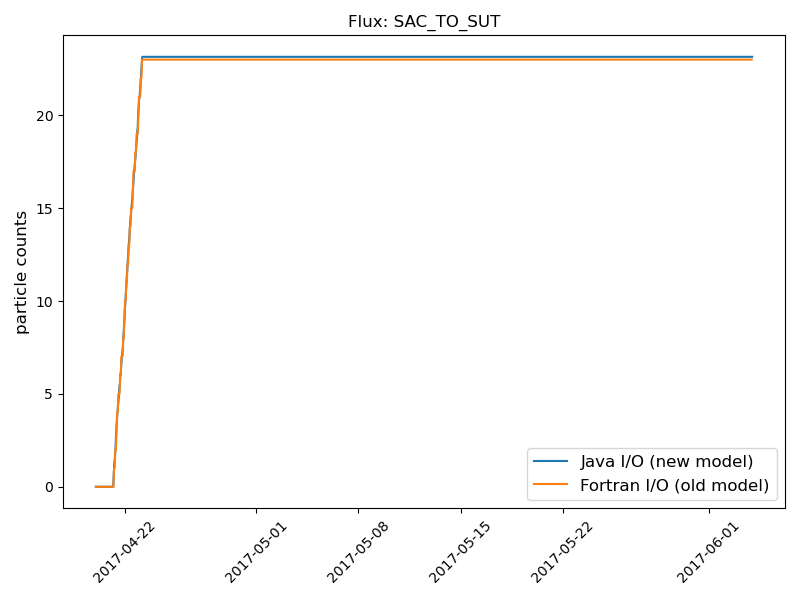 Flux: SAC_TO_SUT
particle counts
20
15
10
5
0
Java I/O (new model)
Fortran I/O (old model)
2017-04-22
2017-05-01
2017-05-08
2017-05-15
2017-05-22
2017-06-01